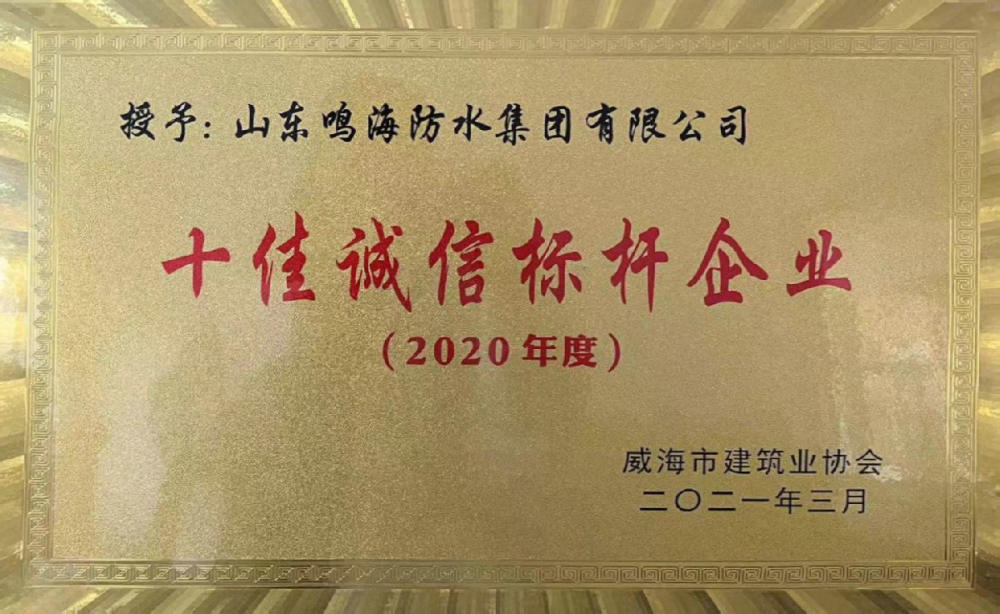 授予：山东鸣海防水集团有限公司
十佳诚信标杆企业
（2020年度）
威海市建筑业协会
二〇二一年三月